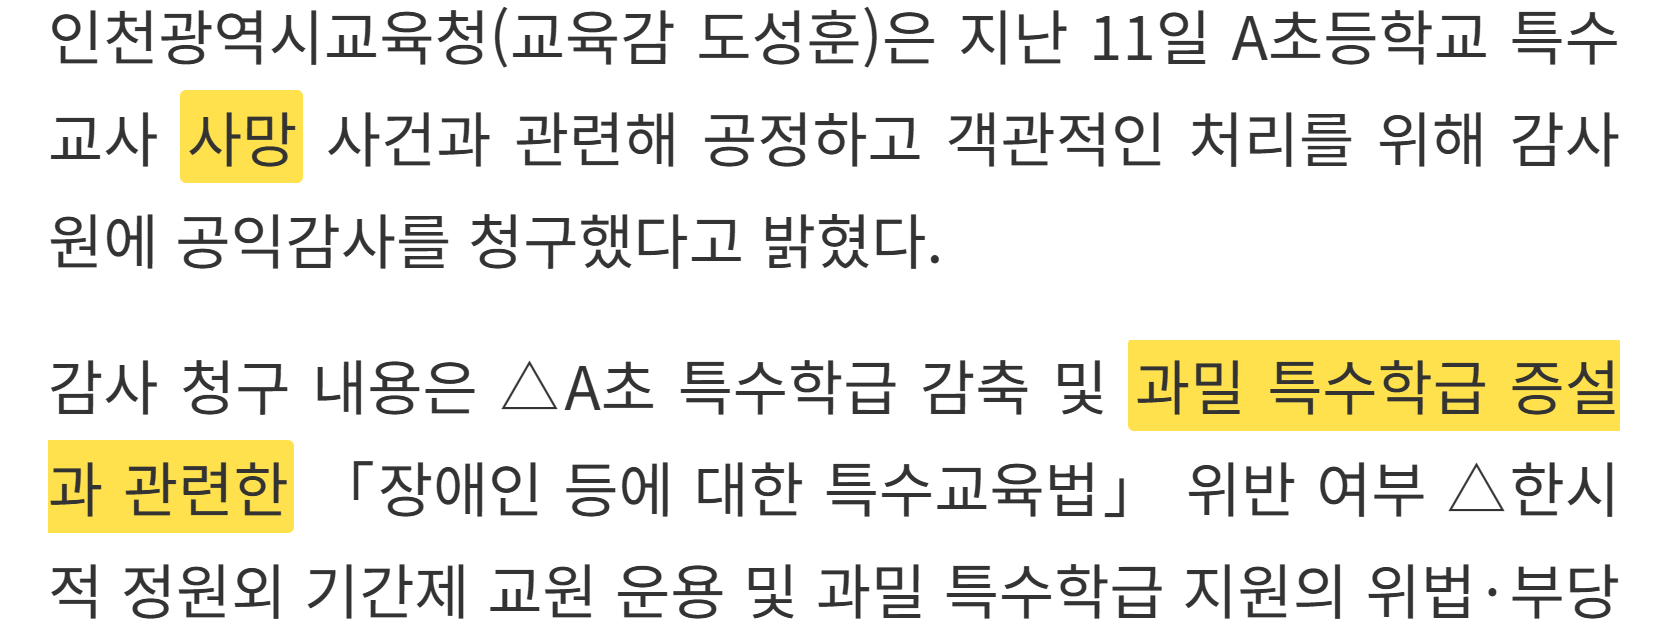 인천광역시교육청(교육감 도성훈)은 지난 11일 A초등학교 특수
교사 사망 사건과 관련해 공정하고 객관적인 처리를 위해 감사
원에 공익감사를 청구했다고 밝혔다.
감사 청구 내용은 △A초 특수학급 감축 및 과밀 특수학급 증설
과 관련한 「장애인 등에 대한 특수교육법」 위반 여부 △한시
적 정원외 기간제 교원 운용 및 과밀 특수학급 지원의 위법·부당